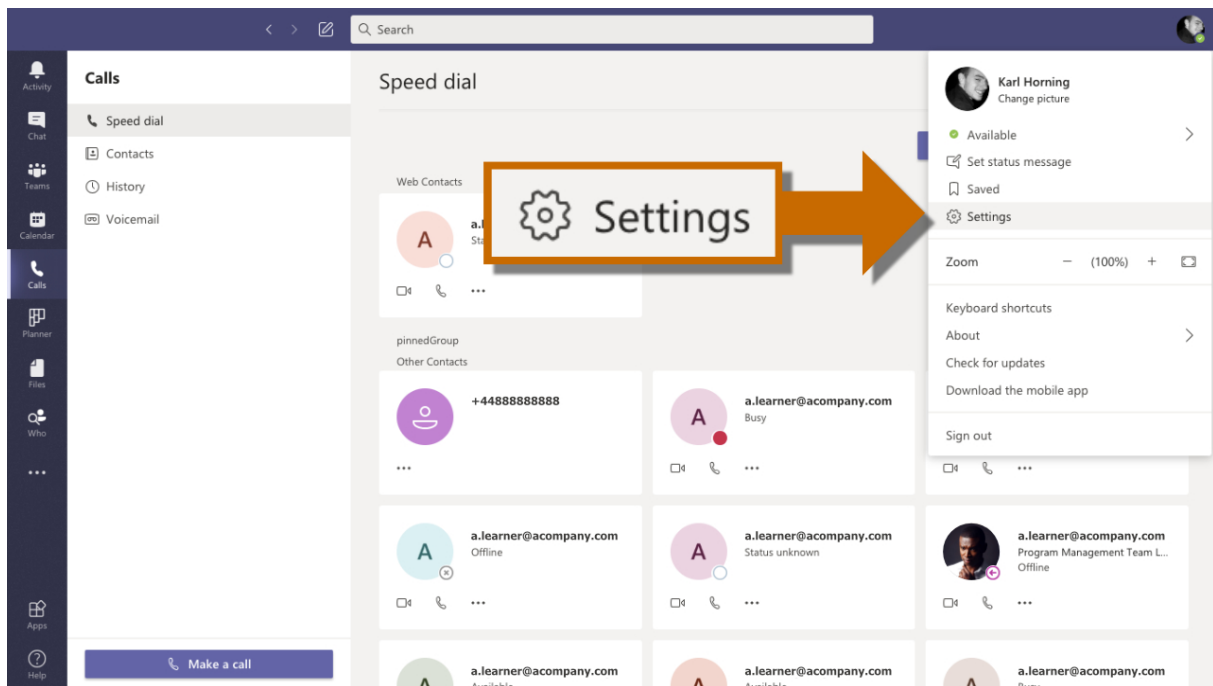 Search
Activity
Chat
Teams
Calendar
Calls
Planner
Files
Who
Apps
Help
Calls
Speed dial
Contacts
History
Voicemail
Make a call
Speed dial
Web Contacts
A
Settings
pinnedGroup
Other Contacts
+44888888888
A
a.learner@acompany.com
Busy
A
a.learner@acompany.com
Offline
A
a.learner@acompany.com
Status unknown
a.learner@acompany.com
Program Management Team L...
Offline
a.learner@acompany.com
a.learner@acompany.com
a.learner@acompany.com
Karl Horning
Change picture
Available
Set status message
Saved
Settings
Zoom - (100%) +
Keyboard shortcuts
About
Check for updates
Download the mobile app
Sign out